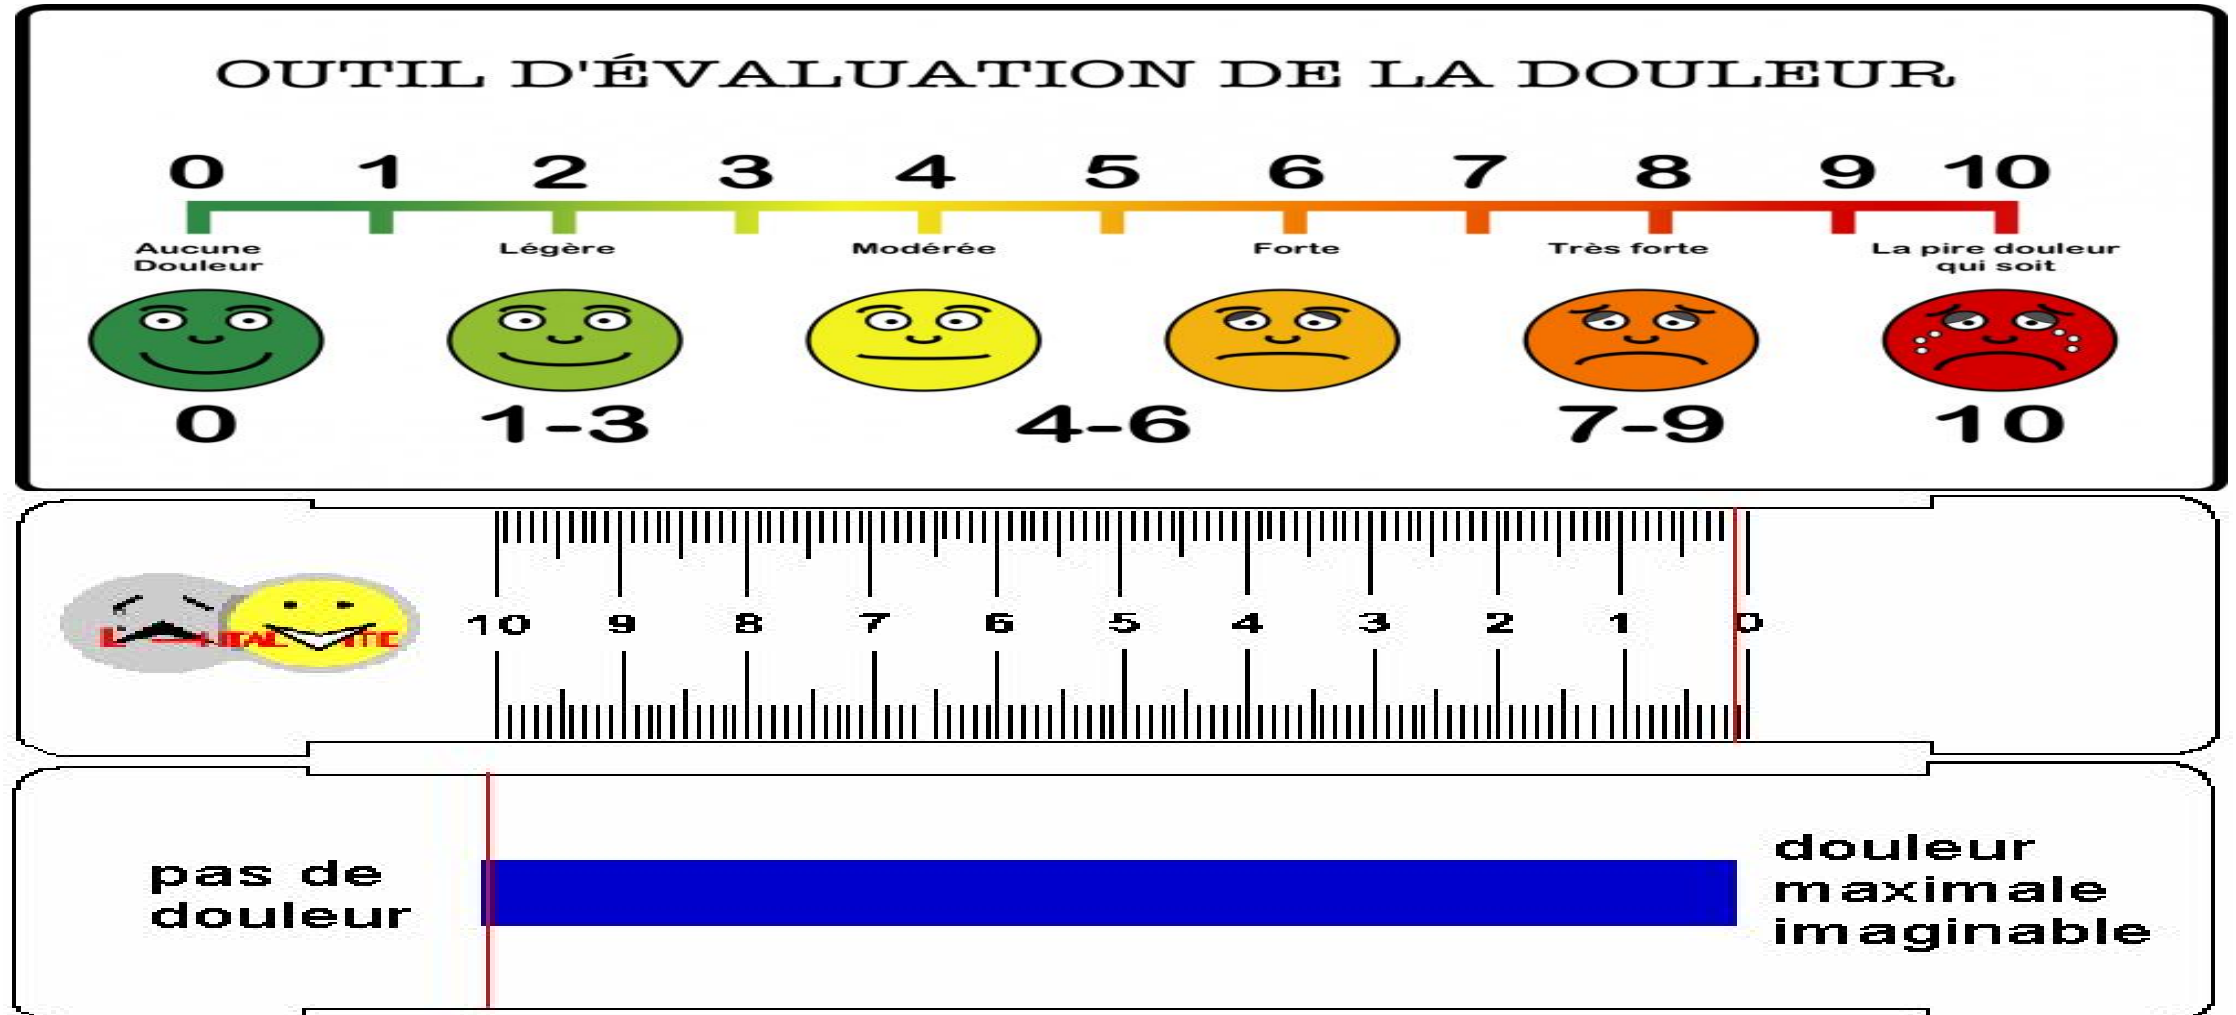 OUTIL D'ÉVALUATION DE LA DOULEUR
0 1 2 3 4 5 6 7 8 9 10
Aucune Douleur
Légère
Modérée
Forte
Très forte
La pire douleur qui soit
0 1-3 4-6 7-9 10
10 9 8 7 6 5 4 3 2 1 0
pas de
douleur
douleur
maximale
imaginable